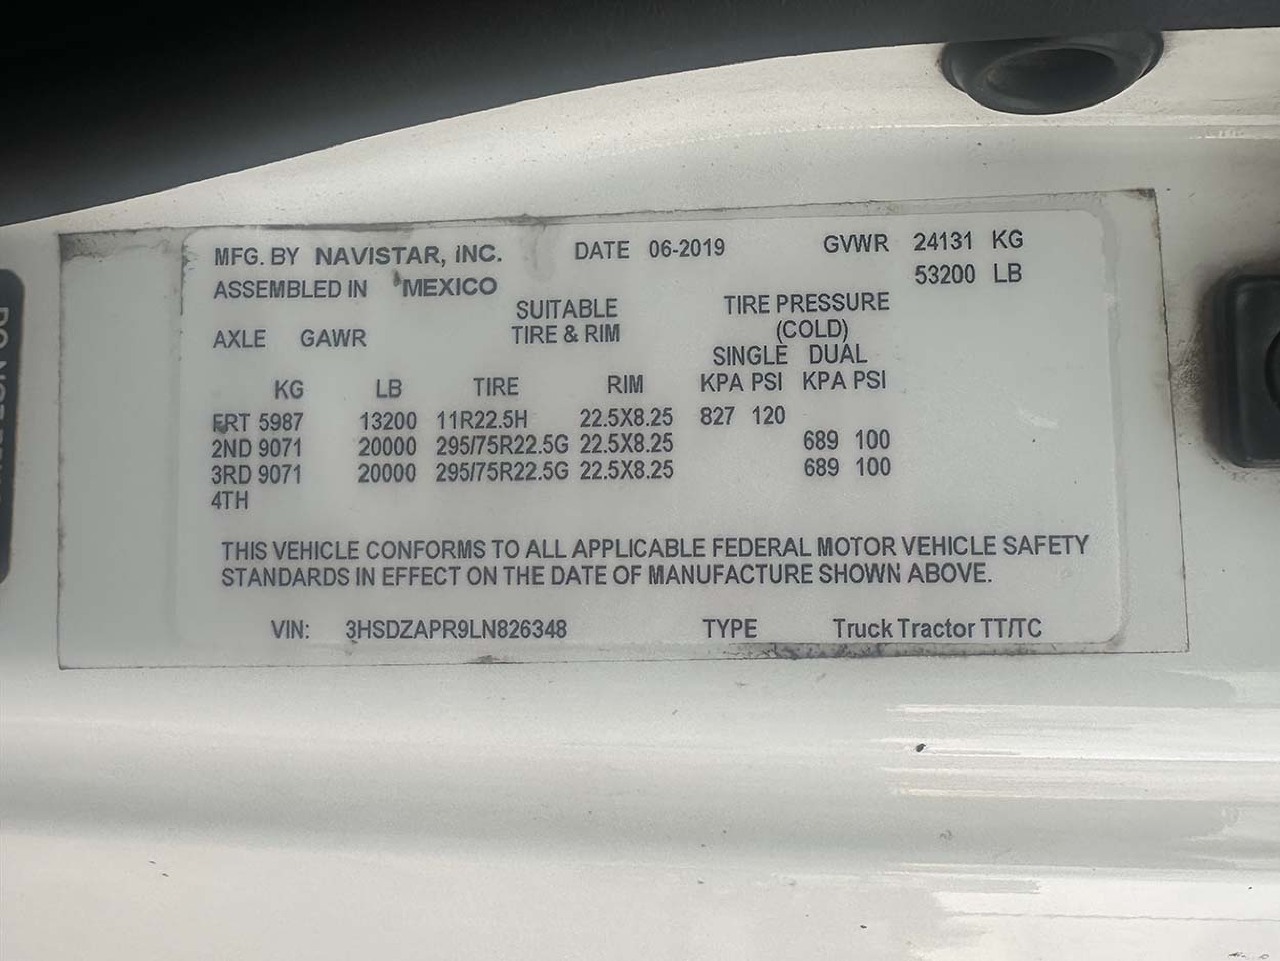 MFG. BY NAVISTAR, INC. DATE 06-2019 GVWR 24131 KG
ASSEMBLED IN MEXICO 53200 LB
SUITABLE TIRE PRESSURE
AXLE GAWR TIRE & RIM (COLD)
SINGLE DUAL
KG LB TIRE RIM KPA PSI KPA PSI
FRT 5987 13200 11R22.5H 22.5X8.25 827 120
2ND 9071 20000 295/75R22.5G 22.5X8.25 689 100
3RD 9071 20000 295/75R22.5G 22.5X8.25 689 100
4TH
THIS VEHICLE CONFORMS TO ALL APPLICABLE FEDERAL MOTOR VEHICLE SAFETY
STANDARDS IN EFFECT ON THE DATE OF MANUFACTURE SHOWN ABOVE.
VIN: 3HSDZAPR9LN826348 TYPE Truck Tractor TT/TC
DO NOT